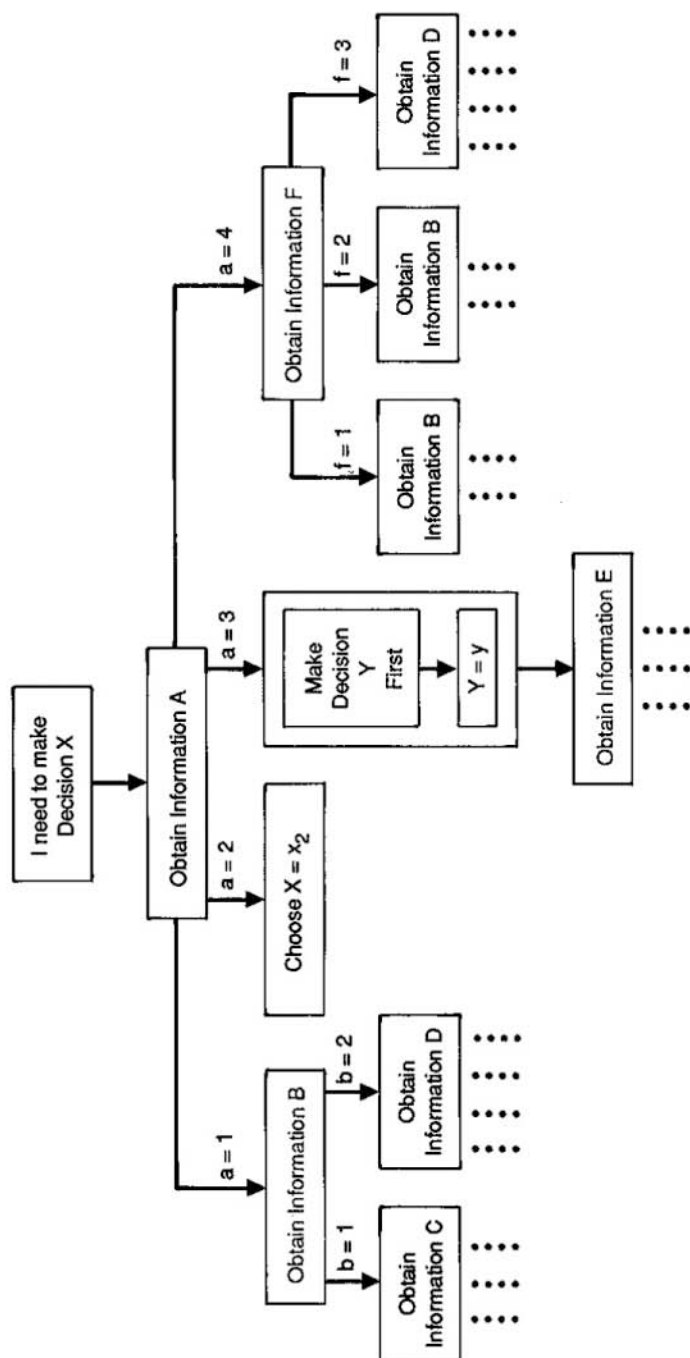 I need to make
Decision X
Obtain Information A
a = 1
a = 2
a = 3
a = 4
Obtain Information B
Choose X = x₂
Make
Decision
Y
First
Y = y
Obtain Information F
b = 1
b = 2
f = 1
f = 2
f = 3
Obtain
Information C
Obtain
Information D
Obtain Information E
Obtain
Information B
Obtain
Information B
Obtain
Information D